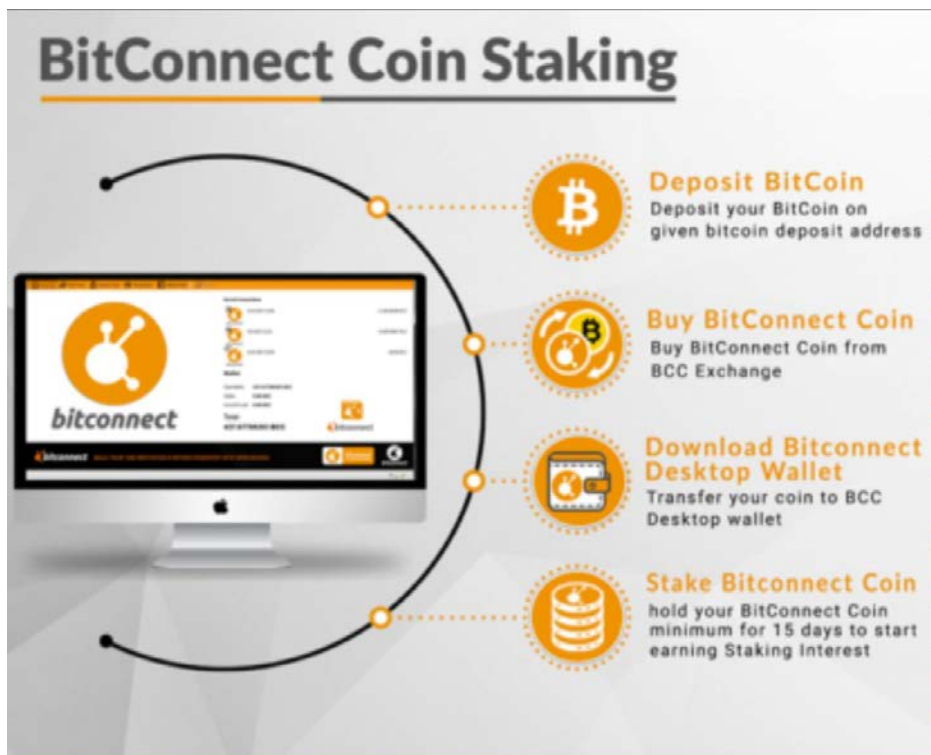 BitConnect Coin Staking
Deposit BitCoin
Deposit your BitCoin on
given bitcoin deposit address
Buy BitConnect Coin
Buy BitConnect Coin from
BCC Exchange
Download Bitconnect
Desktop Wallet
Transfer your coin to BCC
Desktop wallet
Stake Bitconnect Coin
hold your BitConnect Coin
minimum for 15 days to start
earning Staking Interest
bitconnect
bitconnect
bitconnect